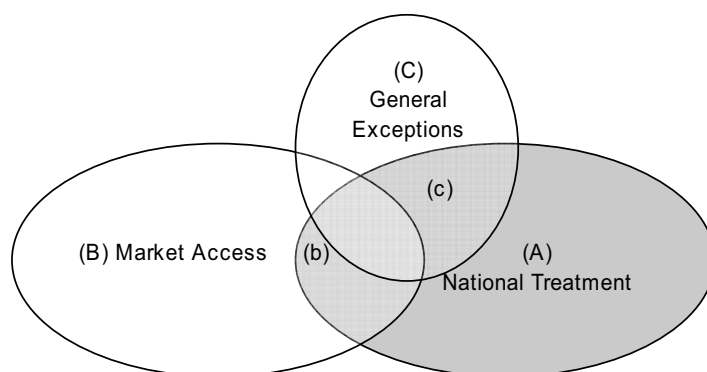 (C)
General
Exceptions
(c)
(B) Market Access
(b)
(A)
National Treatment